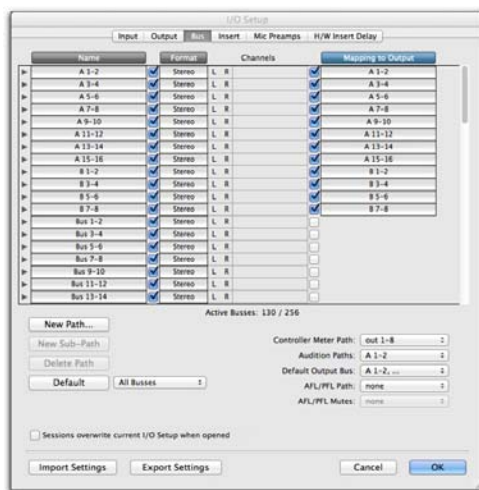 I/O Setup
Input Output Bus Insert Mic Preamps H/W Insert Delay
Name Format Channels Mapping to Output
A 1-2 Stereo L R A 1-2
A 3-4 Stereo L R A 3-4
A 5-6 Stereo L R A 5-6
A 7-8 Stereo L R A 7-8
A 9-10 Stereo L R A 9-10
A 11-12 Stereo L R A 11-12
A 13-14 Stereo L R A 13-14
A 15-16 Stereo L R A 15-16
B 1-2 Stereo L R B 1-2
B 3-4 Stereo L R B 3-4
B 5-6 Stereo L R B 5-6
B 7-8 Stereo L R B 7-8
Bus 1-2 Stereo L R
Bus 3-4 Stereo L R
Bus 5-6 Stereo L R
Bus 7-8 Stereo L R
Bus 9-10 Stereo L R
Bus 11-12 Stereo L R
Bus 13-14 Stereo L R
Active Busses: 130 / 256
New Path...
New Sub-Path
Delete Path
Default All Busses
Controller Meter Path: out 1-8
Audition Paths: A 1-2
Default Output Bus: A 1-2, ...
AFL/PFL Path: none
AFL/PFL Mutes: none
Sessions overwrite current I/O Setup when opened
Import Settings Export Settings Cancel OK